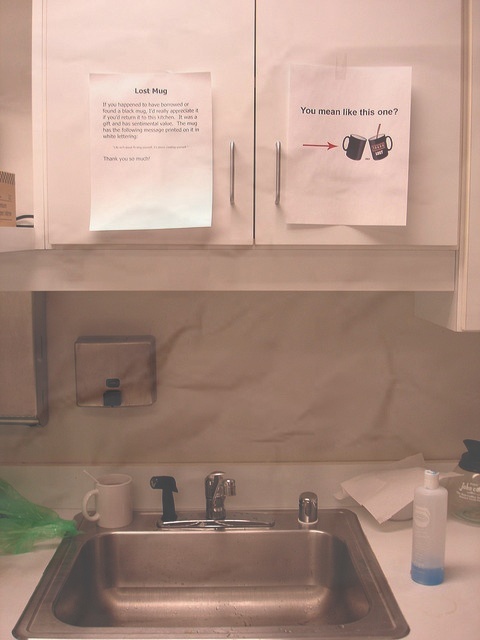 Lost Mug
If you happened to have borrowed or
found a black mug, I'd really appreciate it
if you'd return it to this kitchen. It was a
gift and has sentimental value. The mug
has the following message printed on it in
white lettering:
Thank you so much!
You mean like this one?